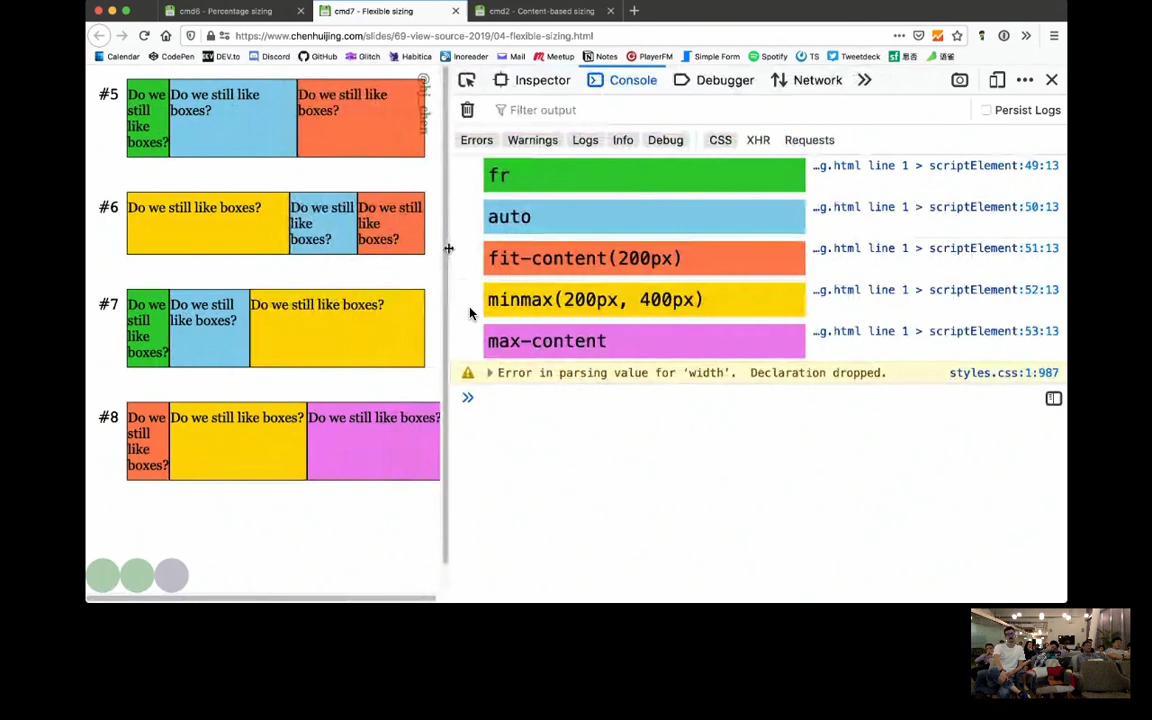 cmd6 - Percentage sizing
cmd7 - Flexible sizing
cmd2 - Content-based sizing
https://www.chenhuijing.com/slides/69-view-source-2019/04-flexible-sizing.html
Calendar
CodePen
DEV.to
Discord
GitHub
Glitch
Habitica
Inoreader
Mail
Meetup
Notes
PlayerFM
Simple Form
Spotify
TS
Tweetdeck
思否
语雀
@hj_chen
#5
Do we
still
like
boxes?
Do we still like
boxes?
Do we still like
boxes?
#6
Do we still like boxes?
Do we still
like
boxes?
Do we still
like
boxes?
#7
Do we
still
like
boxes?
Do we still
like boxes?
Do we still like boxes?
#8
Do we
still
like
boxes?
Do we still like boxes?
Do we still like boxes?
Inspector
Console
Debugger
Network
Filter output
Persist Logs
Errors
Warnings
Logs
Info
Debug
CSS
XHR
Requests
fr
…g.html line 1 > scriptElement:49:13
auto
…g.html line 1 > scriptElement:50:13
fit-content(200px)
…g.html line 1 > scriptElement:51:13
minmax(200px, 400px)
…g.html line 1 > scriptElement:52:13
max-content
…g.html line 1 > scriptElement:53:13
Error in parsing value for ‘width’. Declaration dropped.
styles.css:1:987